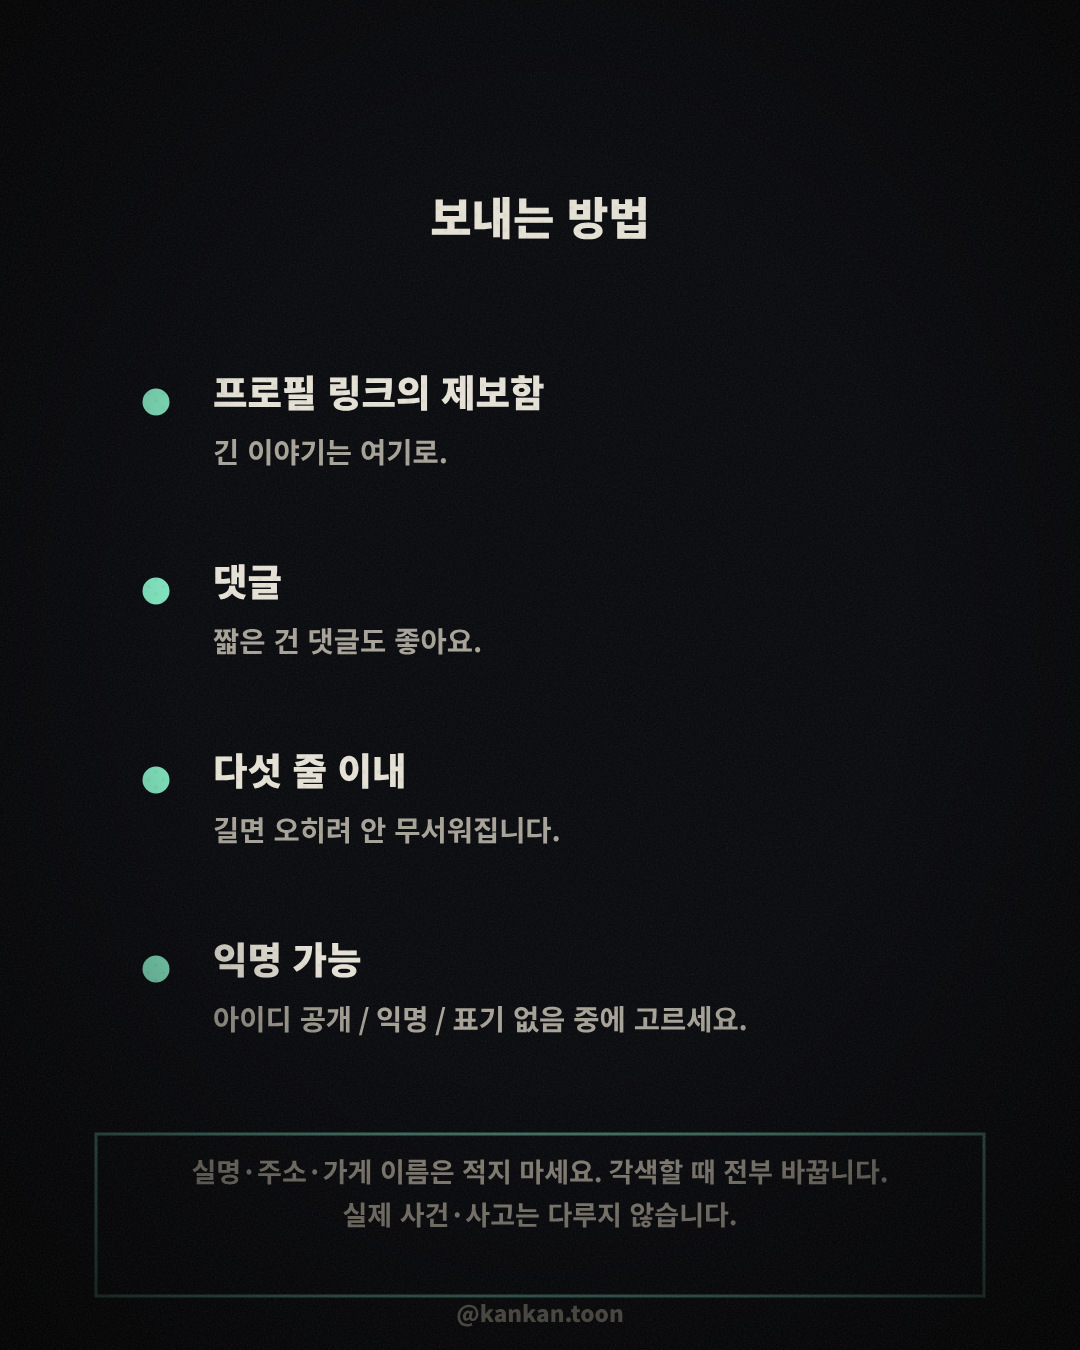 보내는 방법
프로필 링크의 제보함
긴 이야기는 여기로.
댓글
짧은 건 댓글도 좋아요.
다섯 줄 이내
길면 오히려 안 무서워집니다.
익명 가능
아이디 공개 / 익명 / 표기 없음 중에 고르세요.
실명·주소·가게 이름은 적지 마세요. 각색할 때 전부 바꿉니다.
실제 사건·사고는 다루지 않습니다.
@kankan.toon